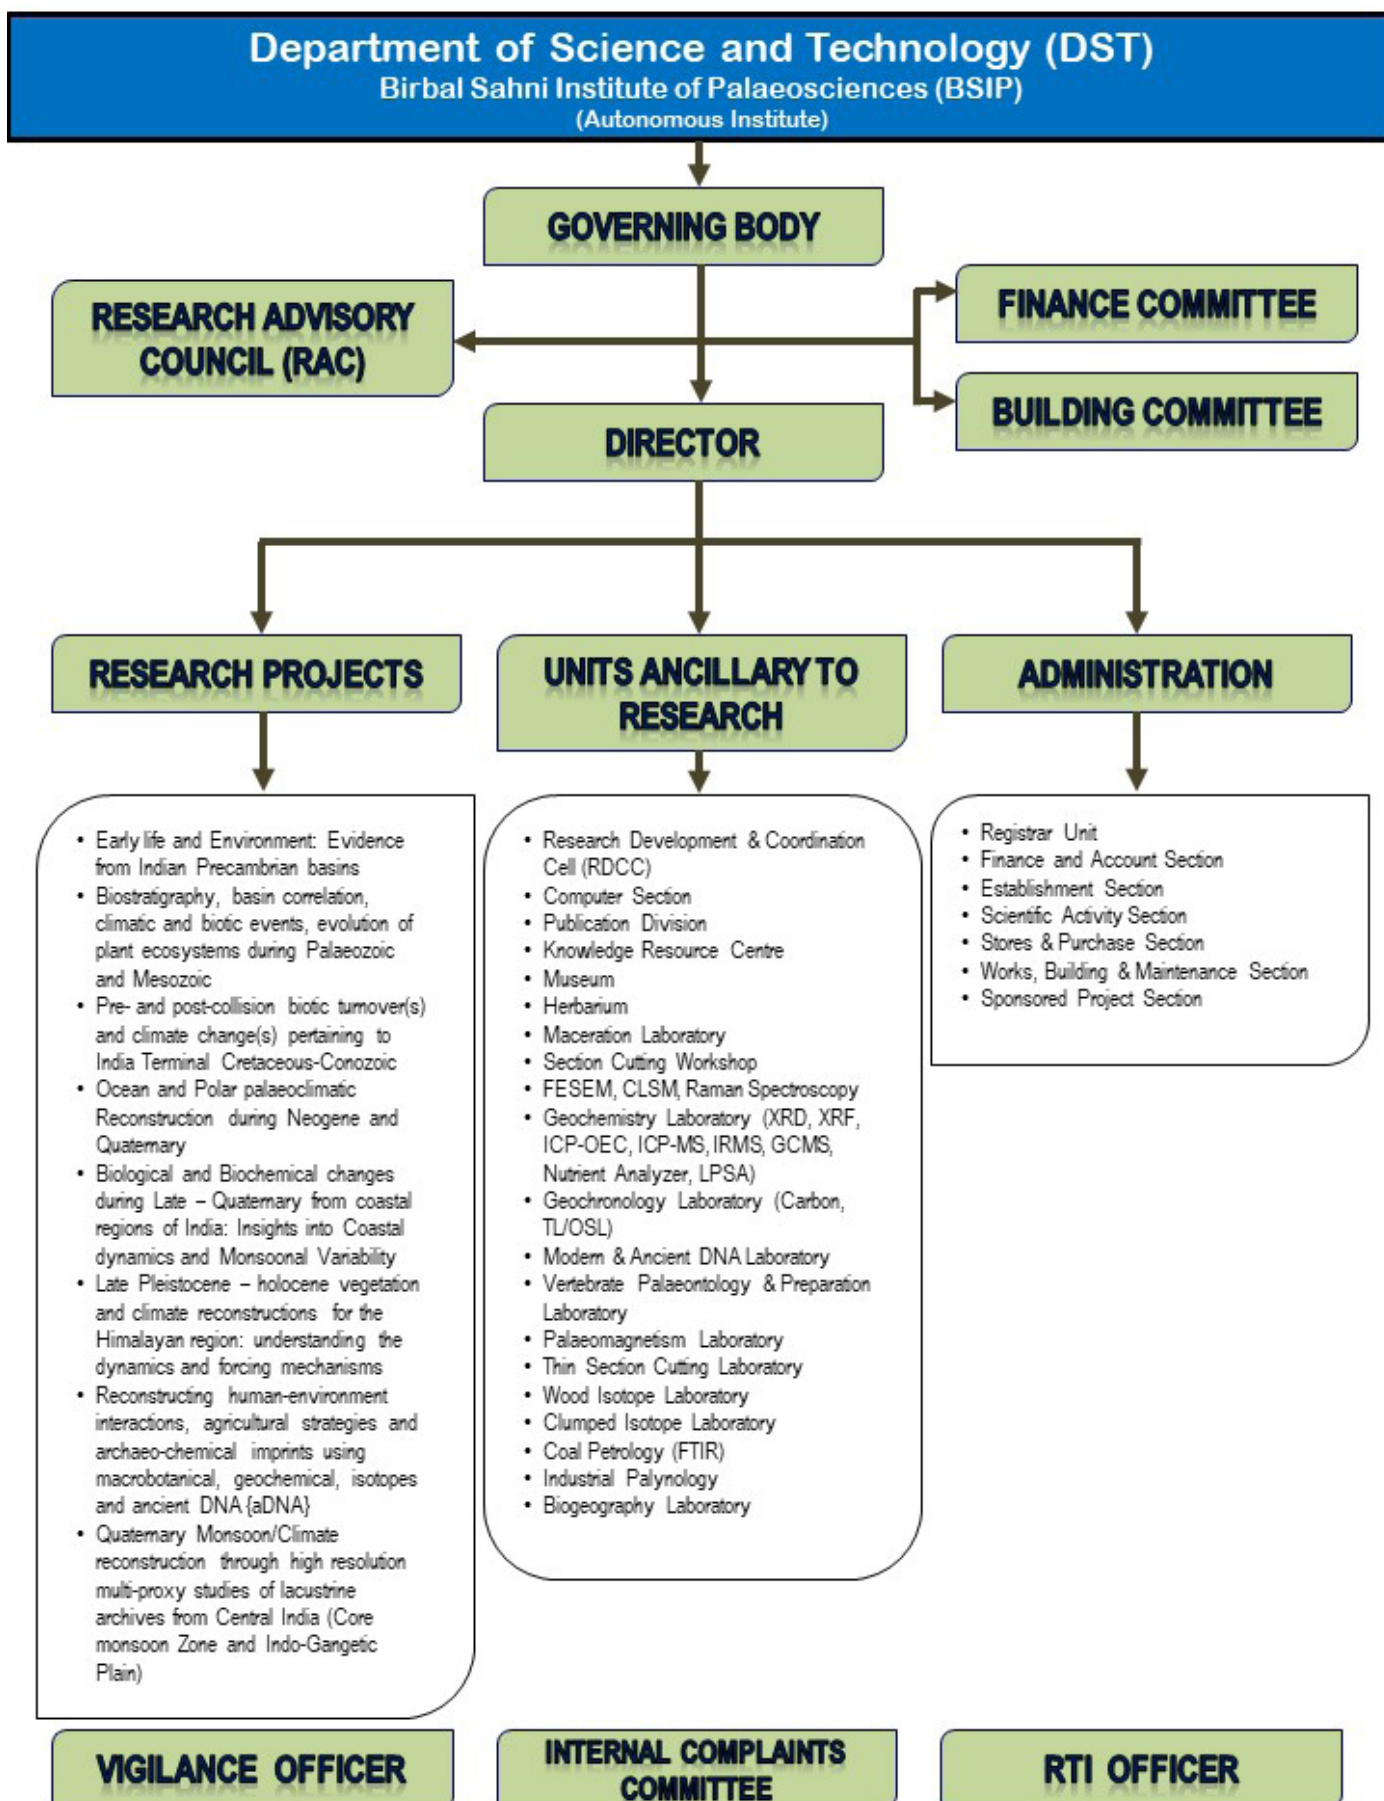 Department of Science and Technology (DST)
Birbal Sahni Institute of Palaeosciences (BSIP)
(Autonomous Institute)
GOVERNING BODY
RESEARCH ADVISORY
COUNCIL (RAC)
FINANCE COMMITTEE
BUILDING COMMITTEE
DIRECTOR
RESEARCH PROJECTS
UNITS ANCILLARY TO
RESEARCH
ADMINISTRATION
• Early life and Environment: Evidence
from Indian Precambrian basins
• Biostratigraphy, basin correlation,
climatic and biotic events, evolution of
plant ecosystems during Palaeozoic
and Mesozoic
• Pre- and post-collision biotic turnover(s)
and climate change(s) pertaining to
India Terminal Cretaceous-Conozoic
• Ocean and Polar palaeoclimatic
Reconstruction during Neogene and
Quaternary
• Biological and Biochemical changes
during Late – Quaternary from coastal
regions of India: Insights into Coastal
dynamics and Monsoonal Variability
• Late Pleistocene – holocene vegetation
and climate reconstructions for the
Himalayan region: understanding the
dynamics and forcing mechanisms
• Reconstructing human-environment
interactions, agricultural strategies and
archaeo-chemical imprints using
macrobotanical, geochemical, isotopes
and ancient DNA {aDNA}
• Quaternary Monsoon/Climate
reconstruction through high resolution
multi-proxy studies of lacustrine
archives from Central India (Core
monsoon Zone and Indo-Gangetic
Plain)
• Research Development & Coordination
Cell (RDCC)
• Computer Section
• Publication Division
• Knowledge Resource Centre
• Museum
• Herbarium
• Maceration Laboratory
• Section Cutting Workshop
• FESEM, CLSM, Raman Spectroscopy
• Geochemistry Laboratory (XRD, XRF,
ICP-OEC, ICP-MS, IRMS, GCMS,
Nutrient Analyzer, LPSA)
• Geochronology Laboratory (Carbon,
TL/OSL)
• Modern & Ancient DNA Laboratory
• Vertebrate Palaeontology & Preparation
Laboratory
• Palaeomagnetism Laboratory
• Thin Section Cutting Laboratory
• Wood Isotope Laboratory
• Clumped Isotope Laboratory
• Coal Petrology (FTIR)
• Industrial Palynology
• Biogeography Laboratory
• Registrar Unit
• Finance and Account Section
• Establishment Section
• Scientific Activity Section
• Stores & Purchase Section
• Works, Building & Maintenance Section
• Sponsored Project Section
VIGILANCE OFFICER
INTERNAL COMPLAINTS
COMMITTEE
RTI OFFICER